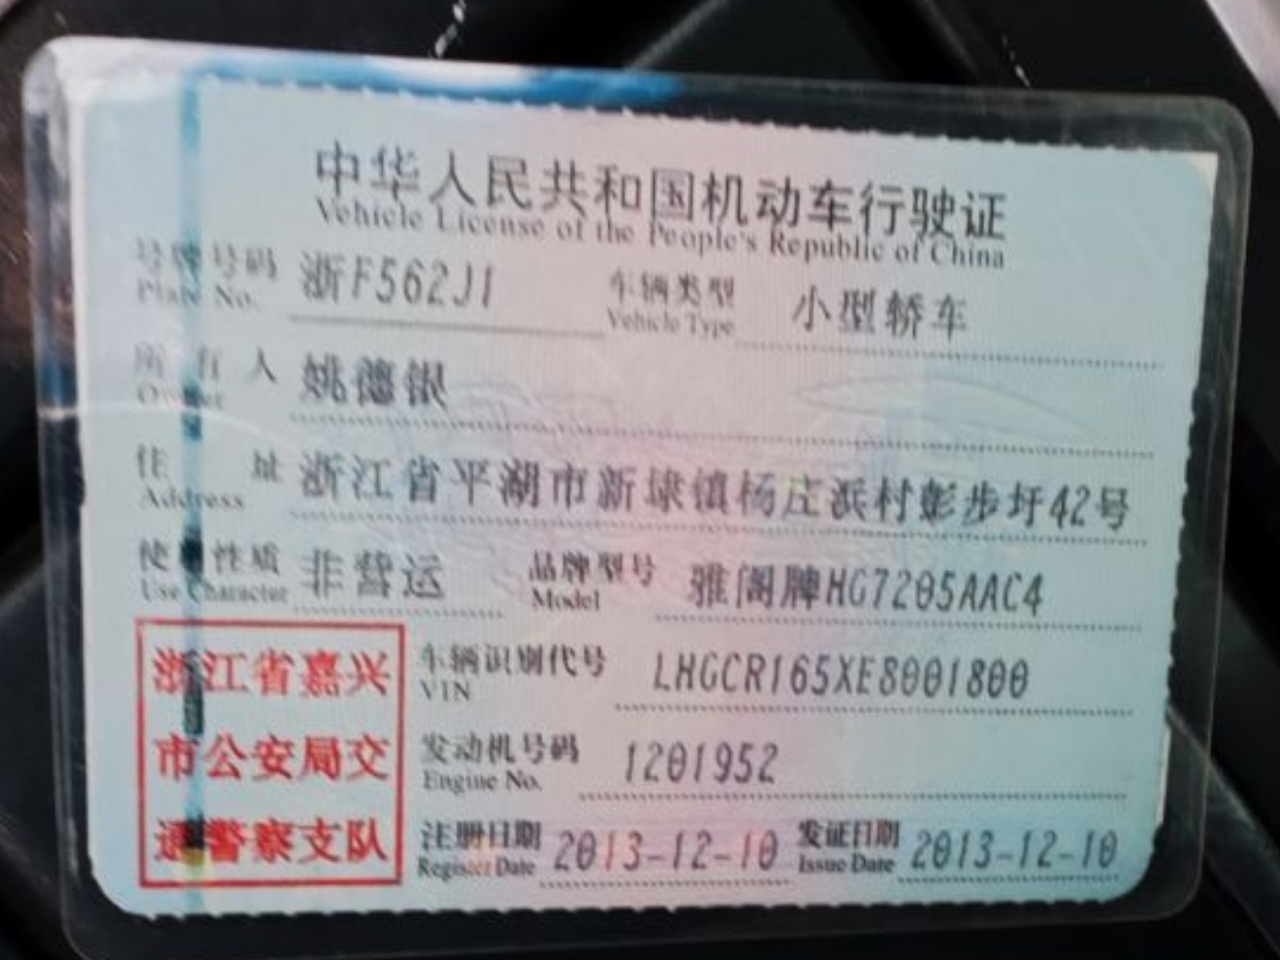 中华人民共和国机动车行驶证
Vehicle License of the People's Republic of China
号牌号码 浙F562J1 车辆类型 小型轿车
Plate No. Vehicle Type
所有人 姚德银
Owner
住址 浙江省平湖市新埭镇杨庄浜村彭步圩42号
Address
使用性质 非营运 品牌型号 雅阁牌HG7205AAC4
Use Character Model
浙江省嘉兴
市公安局交
通警察支队
车辆识别代号 LHGCR165XE8001800
VIN
发动机号码 1201952
Engine No.
注册日期 2013-12-10 发证日期 2013-12-10
Register Date Issue Date